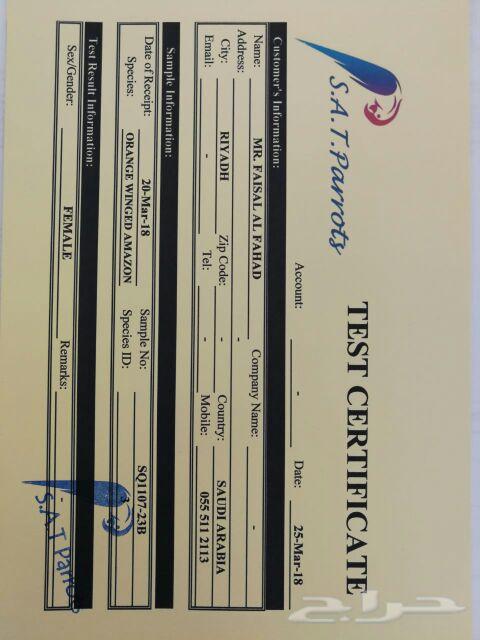 S.A.T.Parrots
TEST CERTIFICATE
Account: - Date: 25-Mar-18
Customer's Information:
Name: MR. FAISAL AL FAHAD Company Name: -
Address: -
City: RIYADH Zip Code: - Country: SAUDI ARABIA
Email: - Tel: - Mobile: 055 511 2113
Sample Information:
Date of Receipt: 20-Mar-18 Sample No: SQ1107-23B
Species: ORANGE WINGED AMAZON Species ID: 3
Test Result Information:
Sex/Gender: FEMALE Remarks: -
S.A.T Parrots
حراج